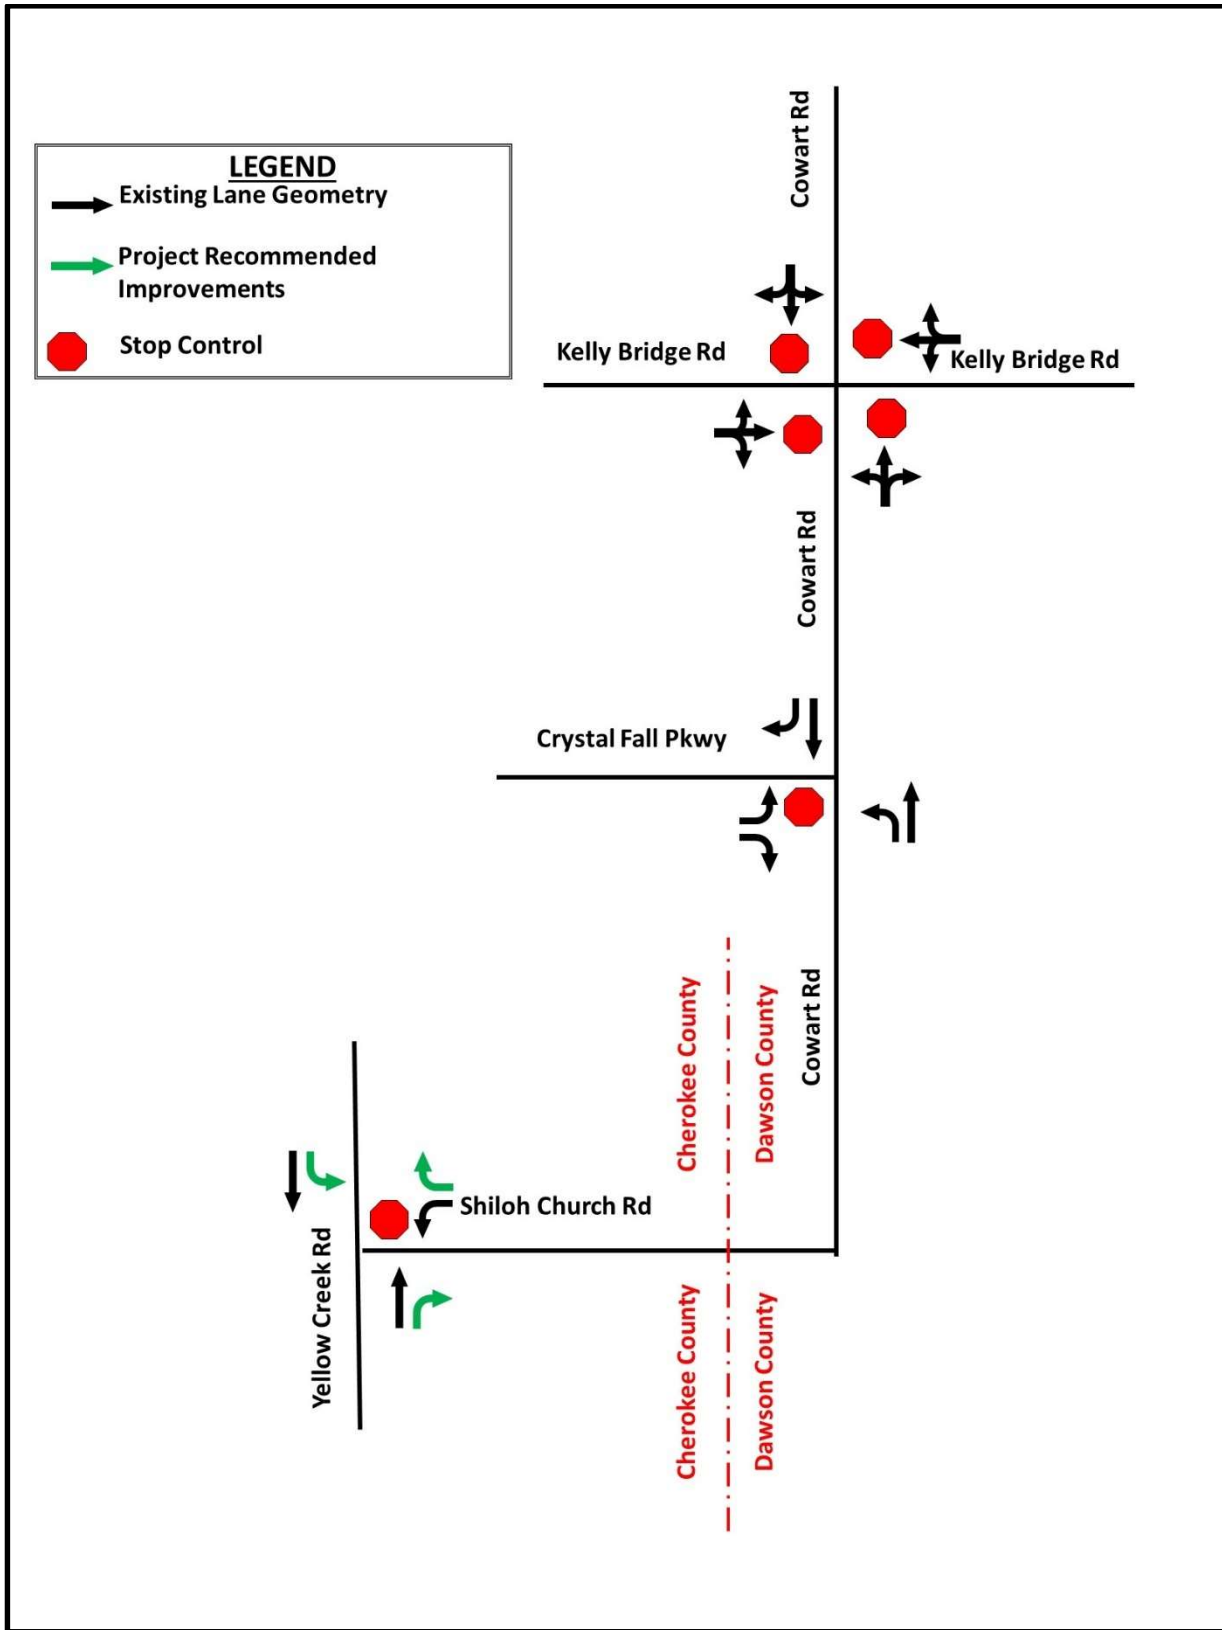 LEGEND
Existing Lane Geometry
Project Recommended
Improvements
Stop Control
Cowart Rd
Kelly Bridge Rd
Kelly Bridge Rd
Cowart Rd
Crystal Fall Pkwy
Cowart Rd
Cherokee County
Dawson County
Shiloh Church Rd
Yellow Creek Rd
Cherokee County
Dawson County